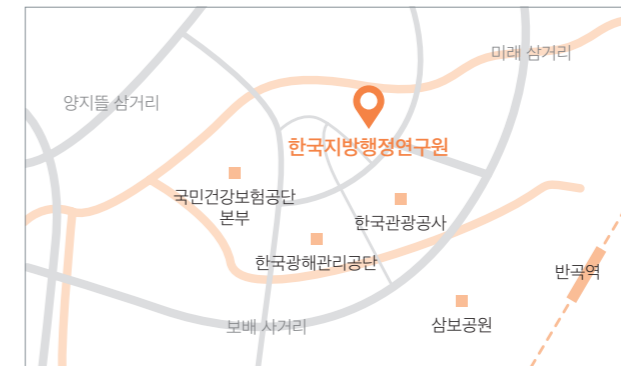 미래 삼거리
양지뜰 삼거리
한국지방행정연구원
국민건강보험공단
본부
한국관광공사
한국광해관리공단
반곡역
보배 사거리
삼보공원